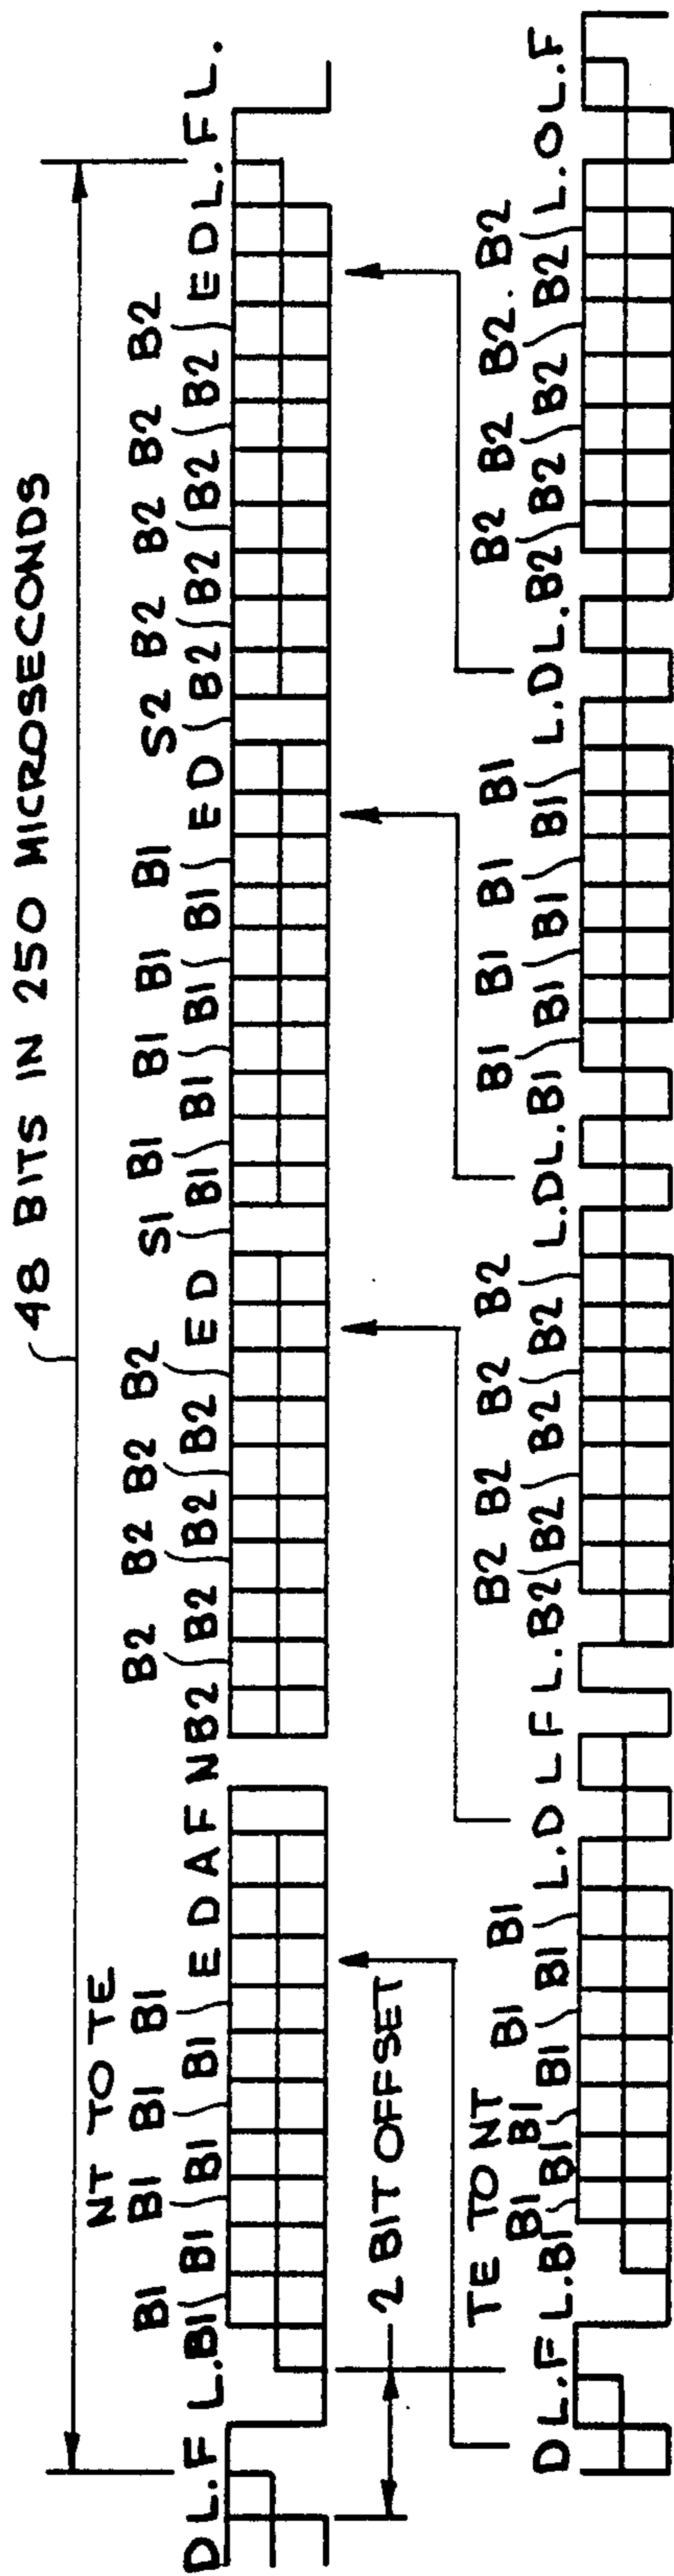 48 BITS IN 250 MICROSECONDS
NT TO TE
B1 B1 B1 B1 B2 B2 B2 B2 S1 B1 B1 B1 B1 S2 B2 B2 B2 B2
D L.F L.B1 B1 B1 B1 E D A F N B2 B2 B2 B2 E D B1 B1 B1 B1 E D B2 B2 B2 B2 E D L.F L.
2 BIT OFFSET
TE TO NT
B1 B1 B1 B1 B2 B2 B2 B2 B1 B1 B1 B1 B2 B2 B2. B2
D L.F L.B1 B1 B1 B1 L.D L F L.B2 B2 B2 B2 L.D L.B1 B1 B1 B1 L.D L.B2 B2 B2 B2 L.O L.F